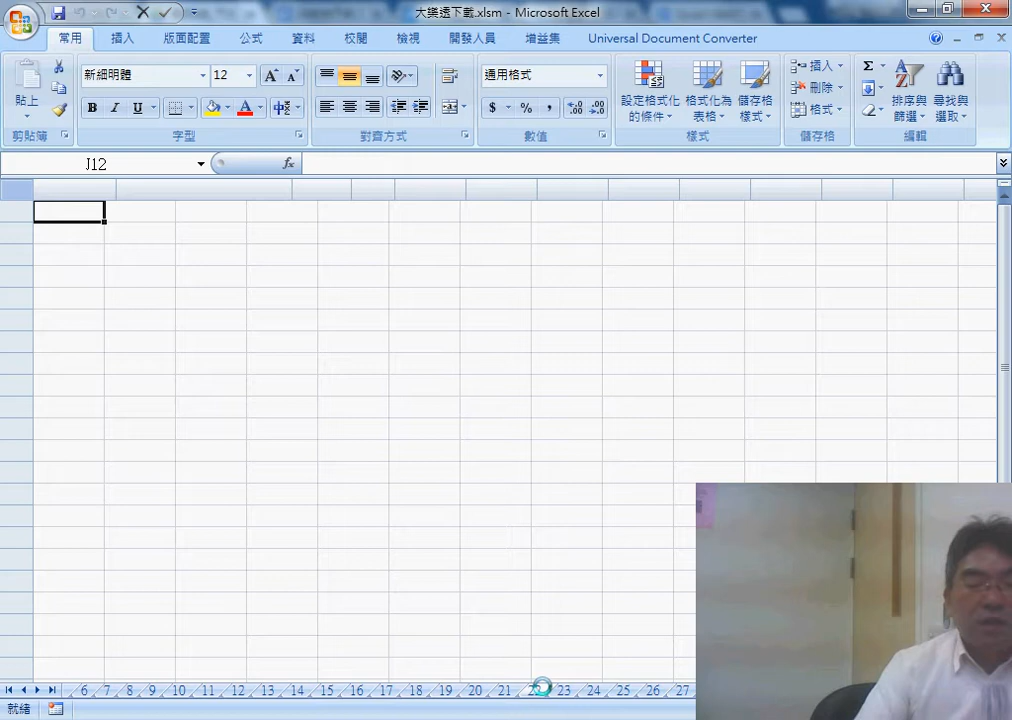 大樂透下載.xlsm - Microsoft Excel
常用 插入 版面配置 公式 資料 校閱 檢視 開發人員 增益集 Universal Document Converter
貼上
新細明體 12
B I U
通用格式
$ % ,
設定格式化的條件
格式化為表格
儲存格樣式
插入
刪除
格式
Σ
排序與篩選
尋找與選取
剪貼簿 字型 對齊方式 數值 樣式 儲存格 編輯
J12 fx
6 7 8 9 10 11 12 13 14 15 16 17 18 19 20 21 23 24 25 26 27
就緒